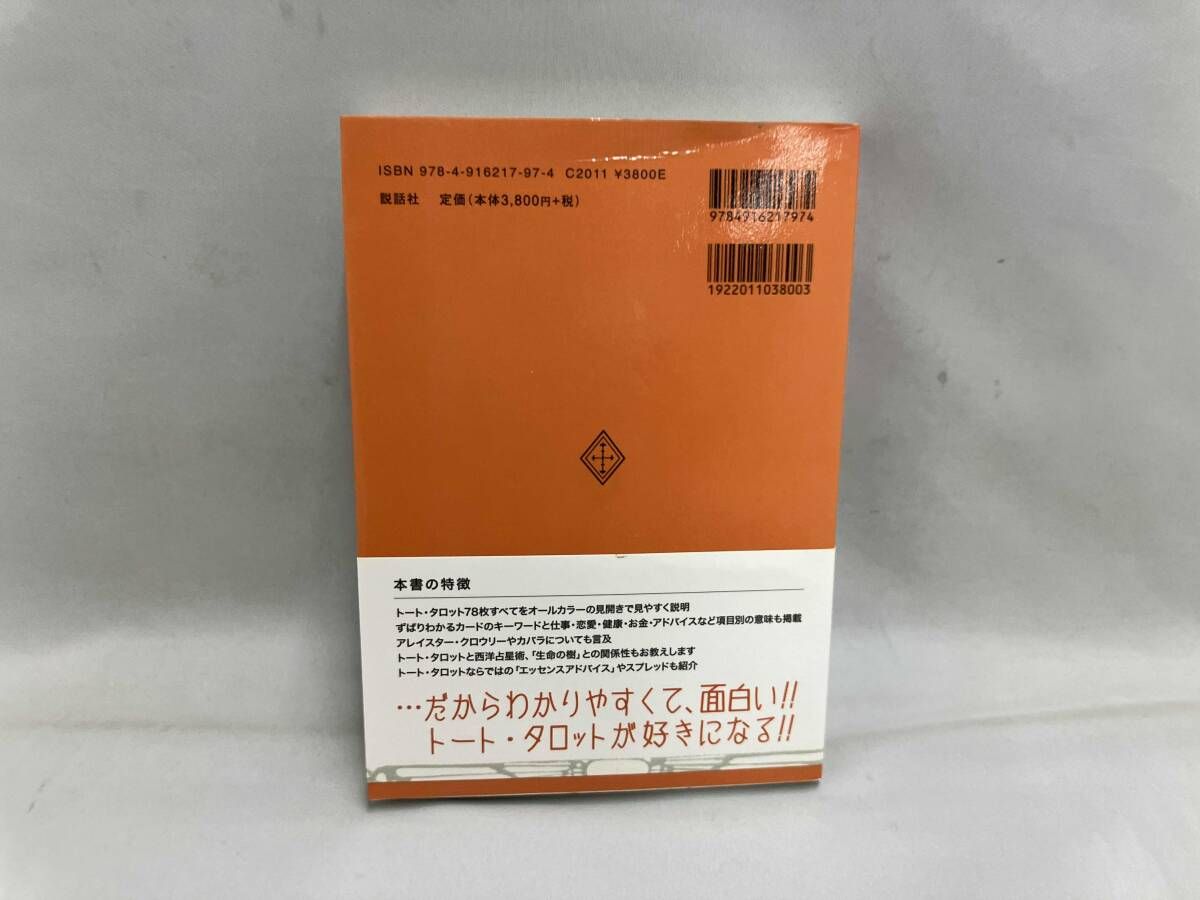 ISBN 978-4-916217-97-4 C2011 ¥3800E
説話社 定価(本体3,800円+税)
9784916217974
1922011038003
本書の特徴
トート・タロット78枚すべてをオールカラーの見開きで見やすく説明
ずばりわかるカードのキーワードと仕事・恋愛・健康・お金・アドバイスなど項目別の意味も掲載
アレイスター・クロウリーやカバラについても言及
トート・タロットと西洋占星術、「生命の樹」との関係性もお教えします
トート・タロットならではの「エッセンスアドバイス」やスプレッドも紹介
…だからわかりやすくて、面白い!!
トート・タロットが好きになる!!